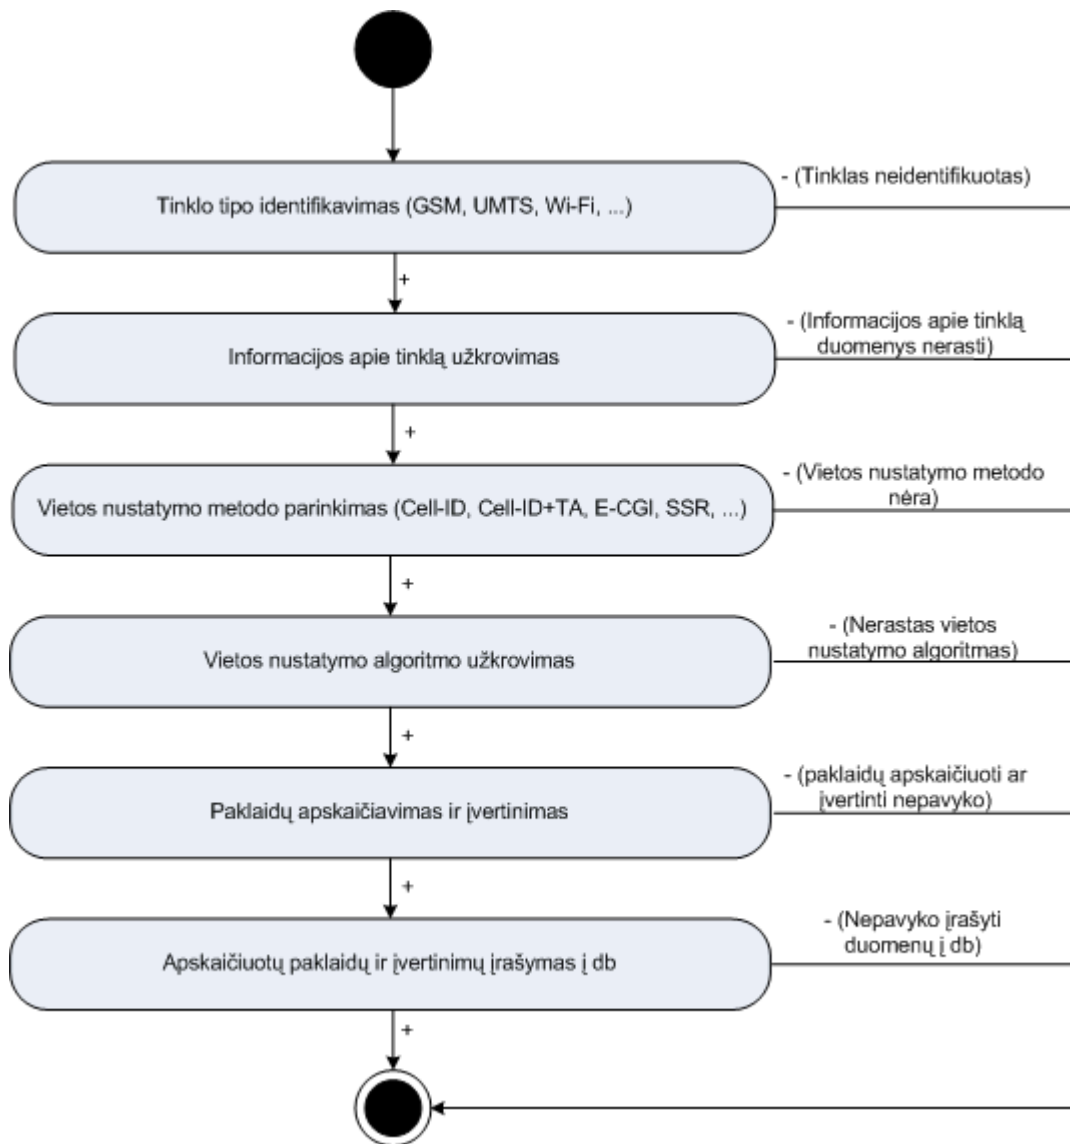 - (Tinklas neidentifikuotas)
Tinklo tipo identifikavimas (GSM, UMTS, Wi-Fi, ...)
+
- (Informacijos apie tinklą
duomenys nerasti)
Informacijos apie tinklą užkrovimas
+
- (Vietos nustatymo metodo
nėra)
Vietos nustatymo metodo parinkimas (Cell-ID, Cell-ID+TA, E-CGI, SSR, ...)
+
- (Nerastas vietos
nustatymo algoritmas)
Vietos nustatymo algoritmo užkrovimas
+
- (paklaidų apskaičiuoti ar
įvertinti nepavyko)
Paklaidų apskaičiavimas ir įvertinimas
+
- (Nepavyko įrašyti
duomenų į db)
Apskaičiuotų paklaidų ir įvertinimų įrašymas į db
+